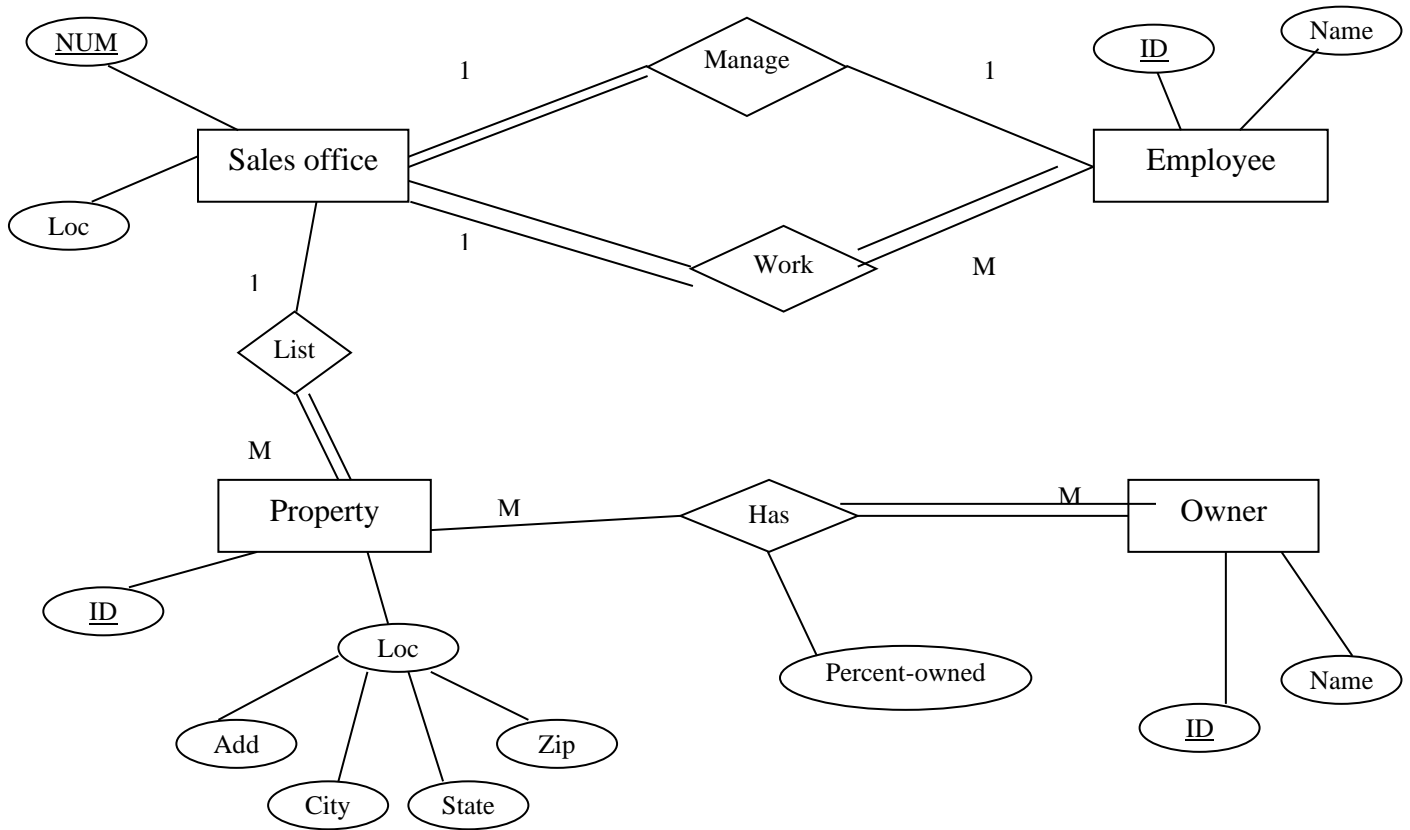 NUM
Manage
ID
Name
1
1
Sales office
Employee
Loc
1
Work
M
1
List
M
Property
M
Has
M
Owner
ID
Loc
Percent-owned
Name
Add
Zip
ID
City
State